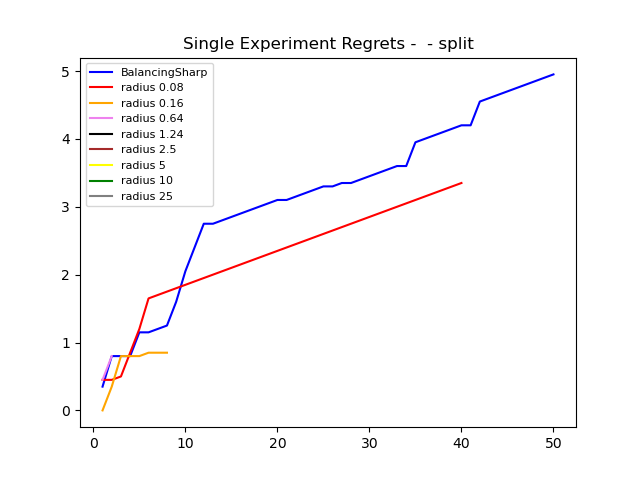 Single Experiment Regrets -  - split
BalancingSharp
radius 0.08
radius 0.16
radius 0.64
radius 1.24
radius 2.5
radius 5
radius 10
radius 25
5
4
3
2
1
0
0 10 20 30 40 50